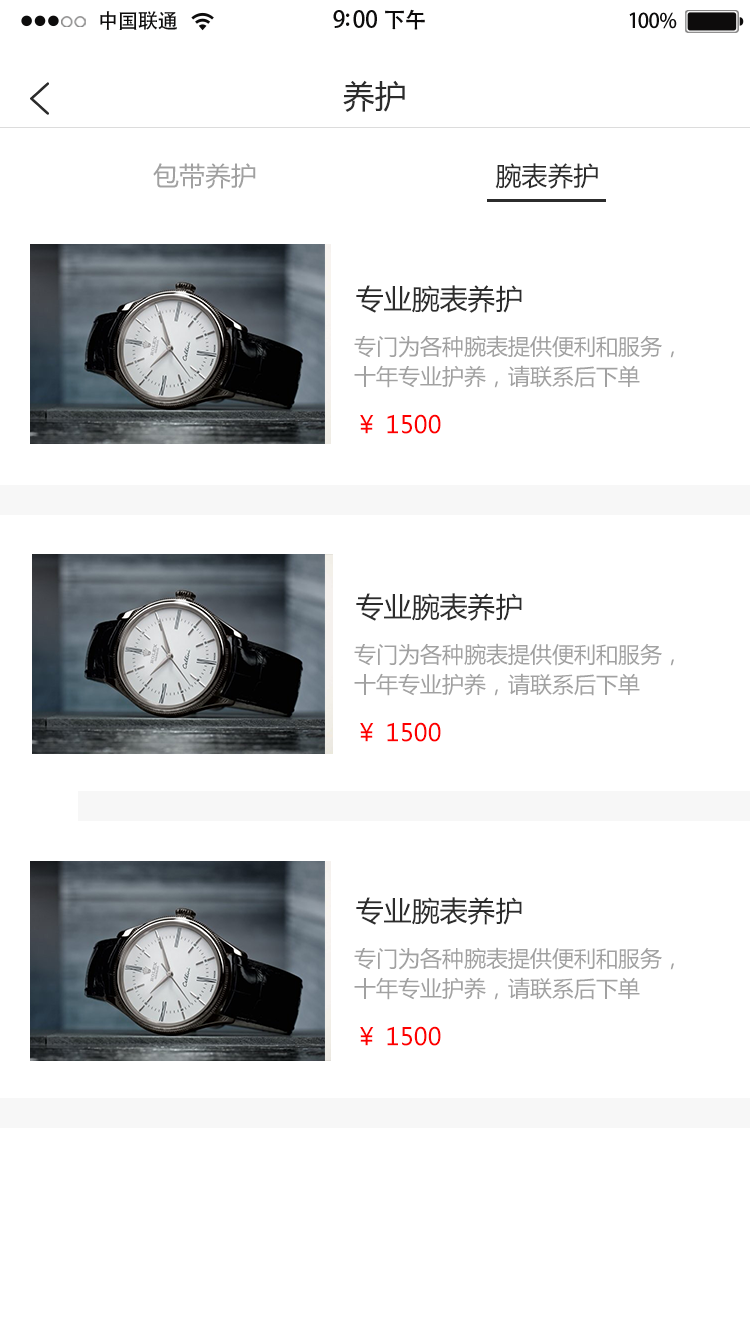 中国联通 9:00 下午 100%
养护
包带养护 腕表养护
专业腕表养护
专门为各种腕表提供便利和服务，
十年专业护养，请联系后下单
¥ 1500
专业腕表养护
专门为各种腕表提供便利和服务，
十年专业护养，请联系后下单
¥ 1500
专业腕表养护
专门为各种腕表提供便利和服务，
十年专业护养，请联系后下单
¥ 1500